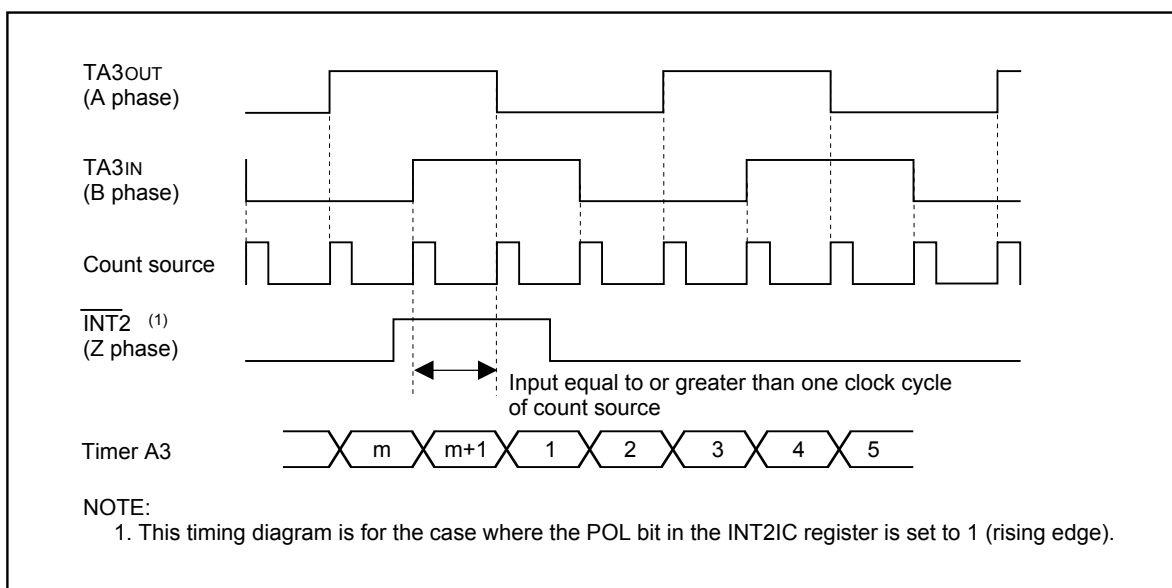 TA3OUT
(A phase)
TA3IN
(B phase)
Count source
INT2 (1)
(Z phase)
Input equal to or greater than one clock cycle
of count source
Timer A3
m
m+1
1
2
3
4
5
NOTE:
1. This timing diagram is for the case where the POL bit in the INT2IC register is set to 1 (rising edge).